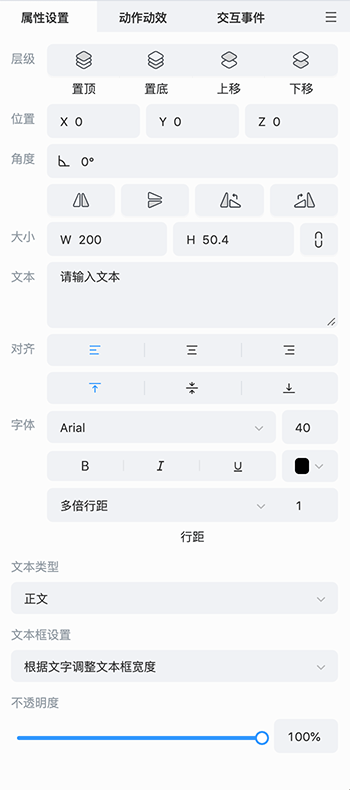 属性设置 动作动效 交互事件
层级
置顶 置底 上移 下移
位置 X 0 Y 0 Z 0
角度 0°
大小 W 200 H 50.4
文本 请输入文本
对齐
字体 Arial 40
B I U
多倍行距 1
行距
文本类型
正文
文本框设置
根据文字调整文本框宽度
不透明度
100%